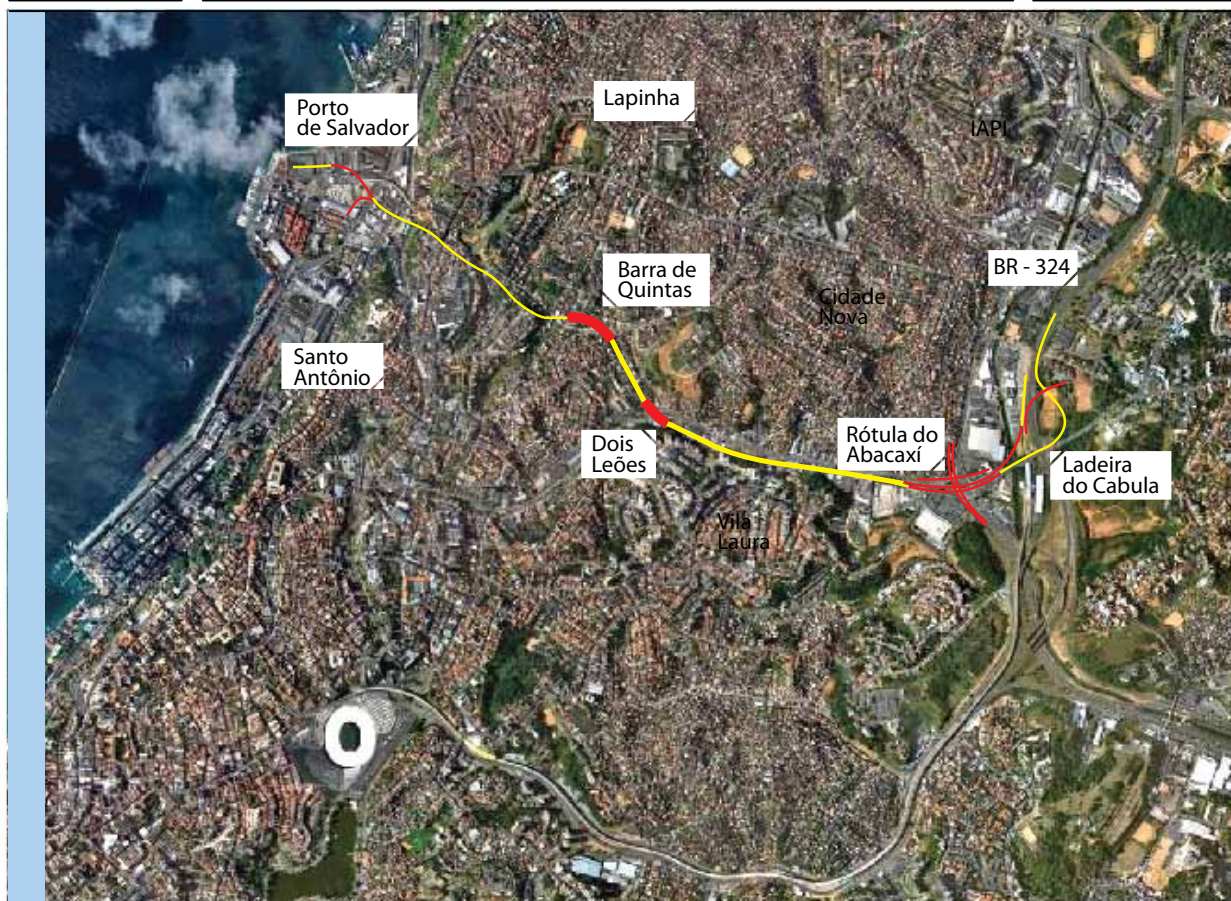 Porto
de Salvador
Lapinha
IAPI
BR - 324
Barra de
Quintas
Cidade
Nova
Santo
Antônio
Dois
Leões
Rótula do
Abacaxí
Ladeira
do Cabula
Vila
Laura